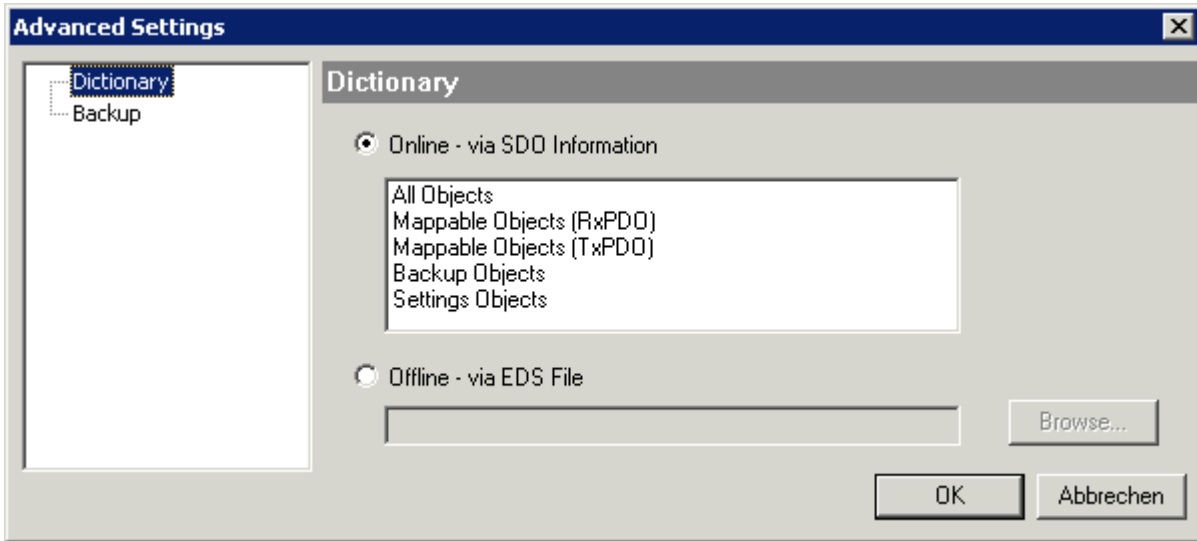 Advanced Settings
Dictionary
Backup
Dictionary
Online - via SDO Information
All Objects
Mappable Objects (RxPDO)
Mappable Objects (TxPDO)
Backup Objects
Settings Objects
Offline - via EDS File
Browse...
OK
Abbrechen